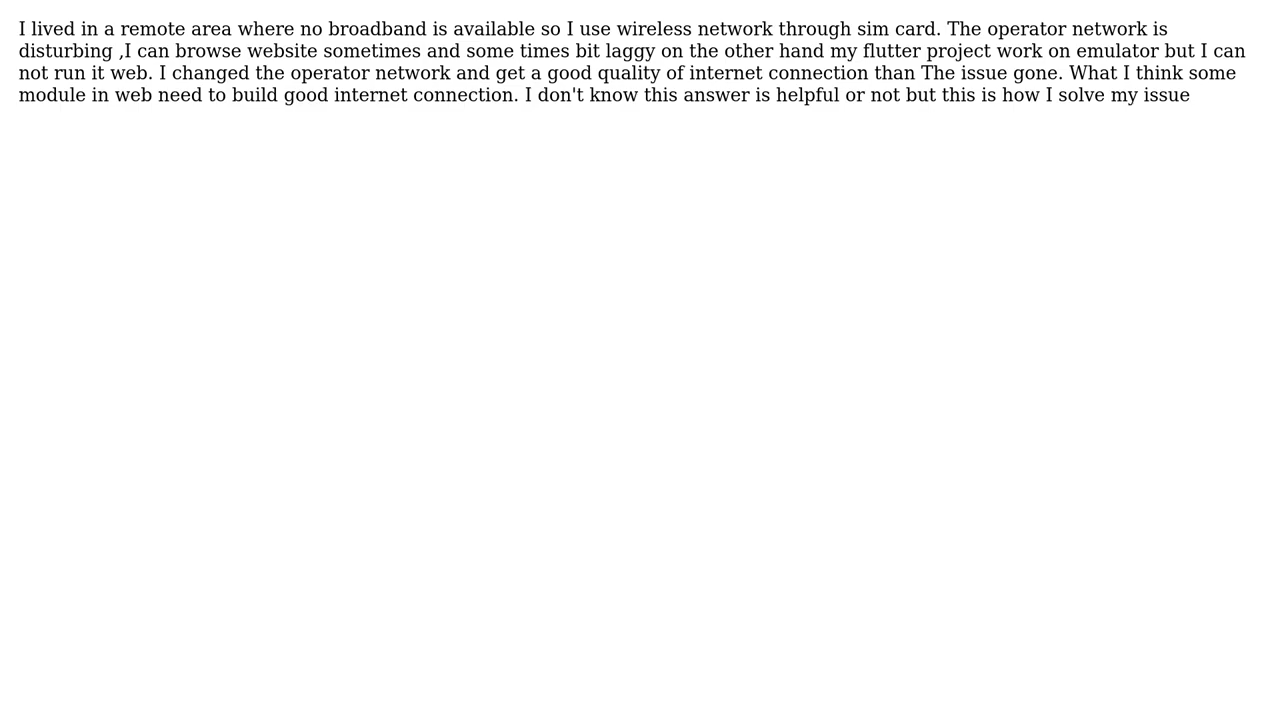 I lived in a remote area where no broadband is available so I use wireless network through sim card. The operator network is
disturbing ,I can browse website sometimes and some times bit laggy on the other hand my flutter project work on emulator but I can
not run it web. I changed the operator network and get a good quality of internet connection than The issue gone. What I think some
module in web need to build good internet connection. I don't know this answer is helpful or not but this is how I solve my issue